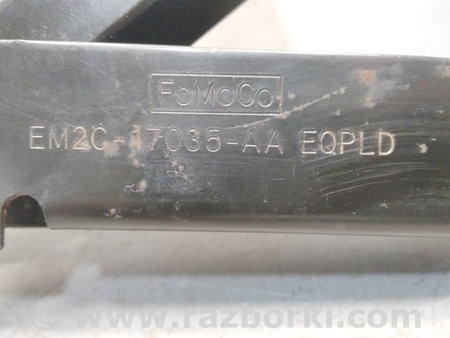 FoMoCo
EM2C-17035-AA EQPLD
www.razborki.com